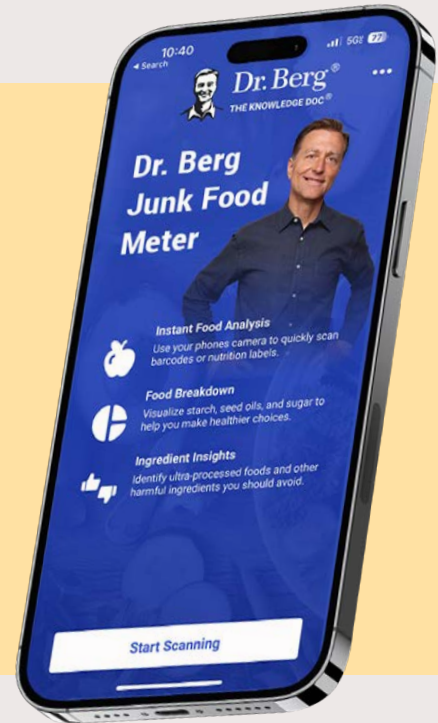 10:40
◂ Search
5G
77
Dr. Berg®
THE KNOWLEDGE DOC®
Dr. Berg
Junk Food
Meter
Instant Food Analysis
Use your phones camera to quickly scan
barcodes or nutrition labels.
Food Breakdown
Visualize starch, seed oils, and sugar to
help you make healthier choices.
Ingredient Insights
Identify ultra-processed foods and other
harmful ingredients you should avoid.
Start Scanning